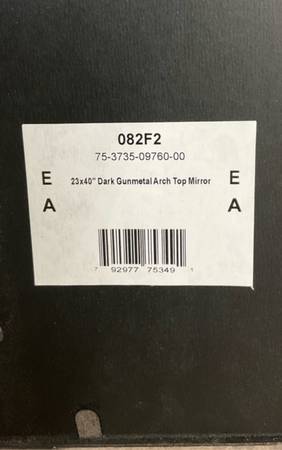 082F2
75-3735-09760-00
E 23x40" Dark Gunmetal Arch Top Mirror E
A A
7 92977 75349 1